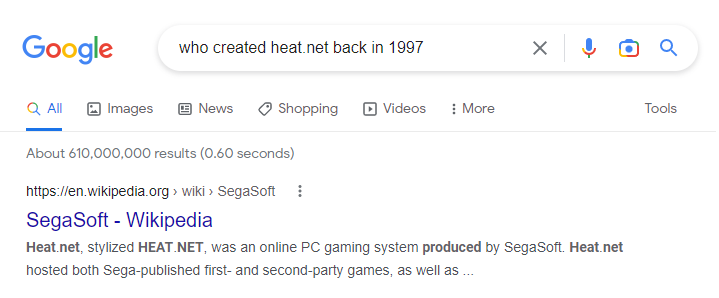 Google
who created heat.net back in 1997
All Images News Shopping Videos More Tools
About 610,000,000 results (0.60 seconds)
https://en.wikipedia.org › wiki › SegaSoft
SegaSoft - Wikipedia
Heat.net, stylized HEAT.NET, was an online PC gaming system produced by SegaSoft. Heat.net
hosted both Sega-published first- and second-party games, as well as ...